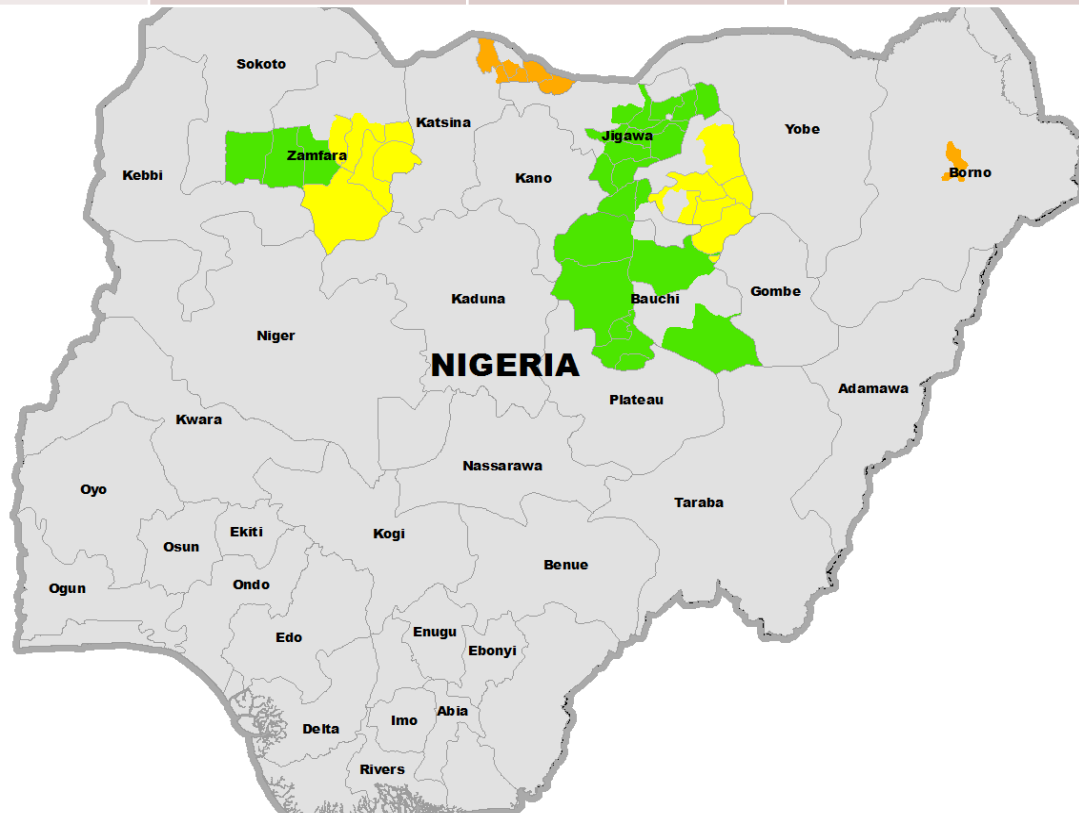 Sokoto
Katsina
Yobe
Jigawa
Zamfara
Kebbi
Kano
Borno
Kaduna
Bauchi
Gombe
Niger
NIGERIA
Adamawa
Plateau
Kwara
Nassarawa
Oyo
Taraba
Ekiti
Kogi
Osun
Benue
Ogun
Ondo
Enugu
Edo
Ebonyi
Abia
Imo
Delta
Rivers